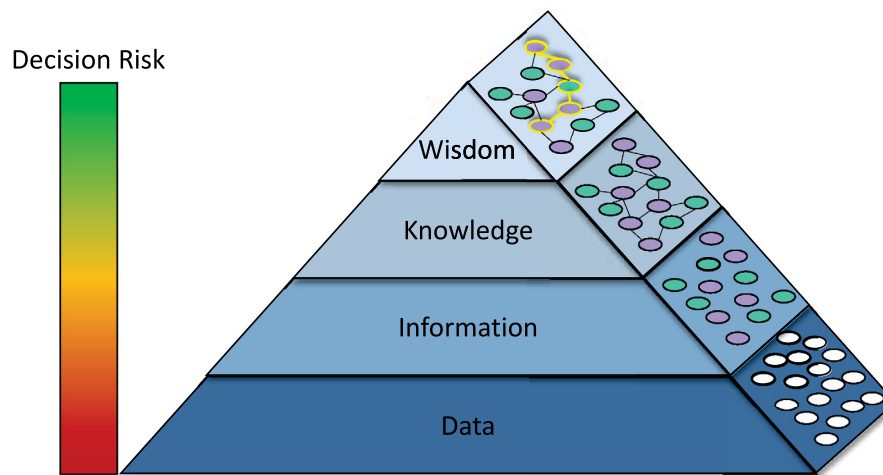 Decision Risk
Wisdom
Knowledge
Information
Data